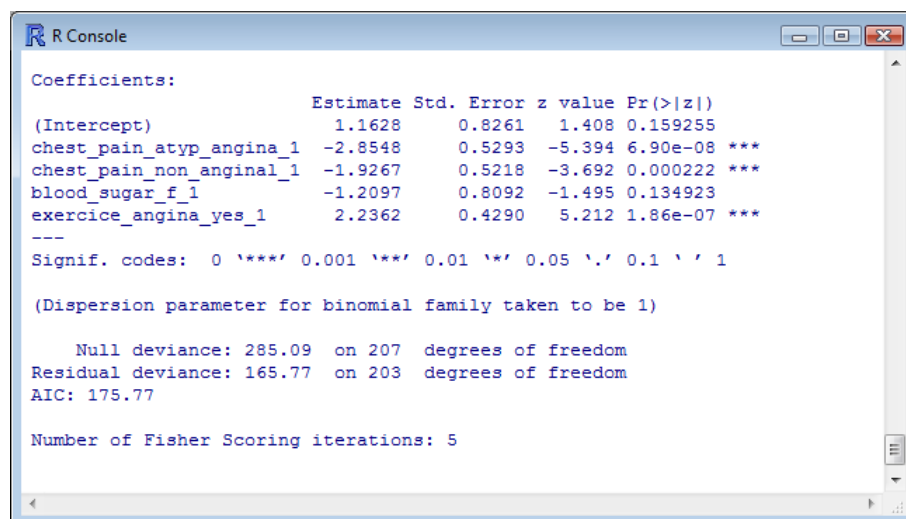 R Console
Coefficients:
Estimate Std. Error z value Pr(>|z|)
(Intercept) 1.1628 0.8261 1.408 0.159255
chest_pain_atyp_angina_1 -2.8548 0.5293 -5.394 6.90e-08 ***
chest_pain_non_anginal_1 -1.9267 0.5218 -3.692 0.000222 ***
blood_sugar_f_1 -1.2097 0.8092 -1.495 0.134923
exercice_angina_yes_1 2.2362 0.4290 5.212 1.86e-07 ***
---
Signif. codes: 0 ‘***’ 0.001 ‘**’ 0.01 ‘*’ 0.05 ‘.’ 0.1 ‘ ’ 1
(Dispersion parameter for binomial family taken to be 1)
Null deviance: 285.09 on 207 degrees of freedom
Residual deviance: 165.77 on 203 degrees of freedom
AIC: 175.77
Number of Fisher Scoring iterations: 5